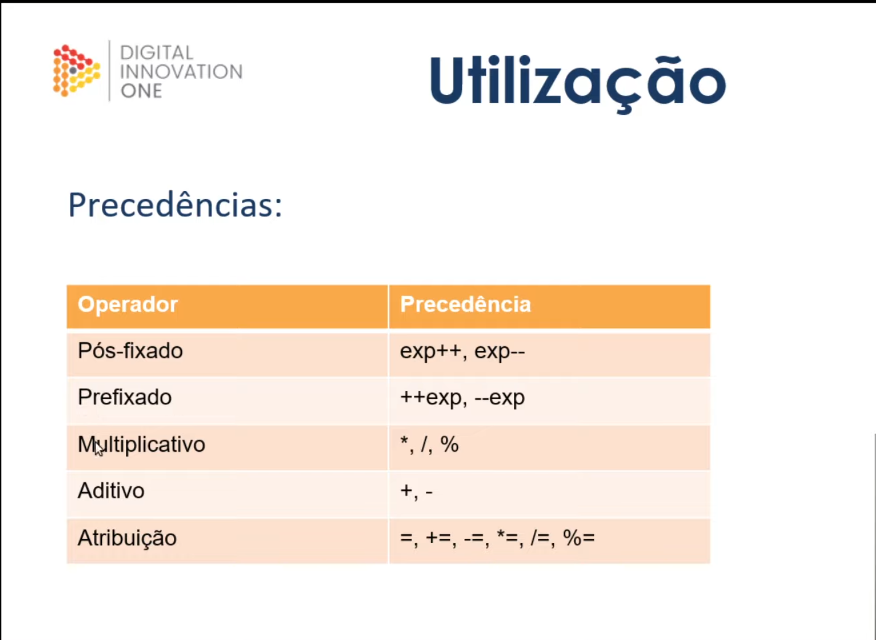 DIGITAL
INNOVATION
ONE
Utilização
Precedências:
Operador Precedência
Pós-fixado exp++, exp--
Prefixado ++exp, --exp
Multiplicativo *, /, %
Aditivo +, -
Atribuição =, +=, -=, *=, /=, %=